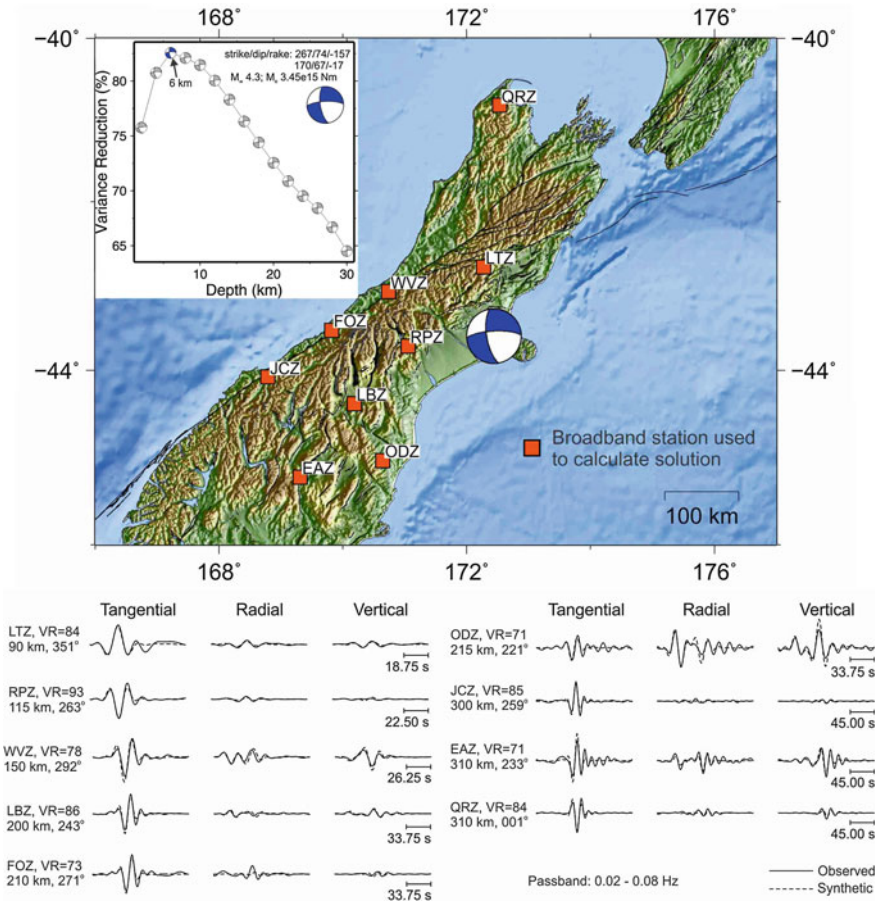 168˚ 172˚ 176˚
−40˚ −40˚
strike/dip/rake: 267/74/-157
170/67/-17
Mw 4.3; Mo 3.45e15 Nm
6 km
80
75
70
65
Variance Reduction (%)
10 20 30
Depth (km)
QRZ
LTZ
WVZ
FOZ
RPZ
JCZ
LBZ
ODZ
EAZ
−44˚ −44˚
Broadband station used
to calculate solution
100 km
168˚ 172˚ 176˚
Tangential Radial Vertical
LTZ, VR=84
90 km, 351°
18.75 s
RPZ, VR=93
115 km, 263°
22.50 s
WVZ, VR=78
150 km, 292°
26.25 s
LBZ, VR=86
200 km, 243°
33.75 s
FOZ, VR=73
210 km, 271°
33.75 s
Tangential Radial Vertical
ODZ, VR=71
215 km, 221°
33.75 s
JCZ, VR=85
300 km, 259°
45.00 s
EAZ, VR=71
310 km, 233°
45.00 s
QRZ, VR=84
310 km, 001°
45.00 s
Passband: 0.02 - 0.08 Hz
Observed
Synthetic